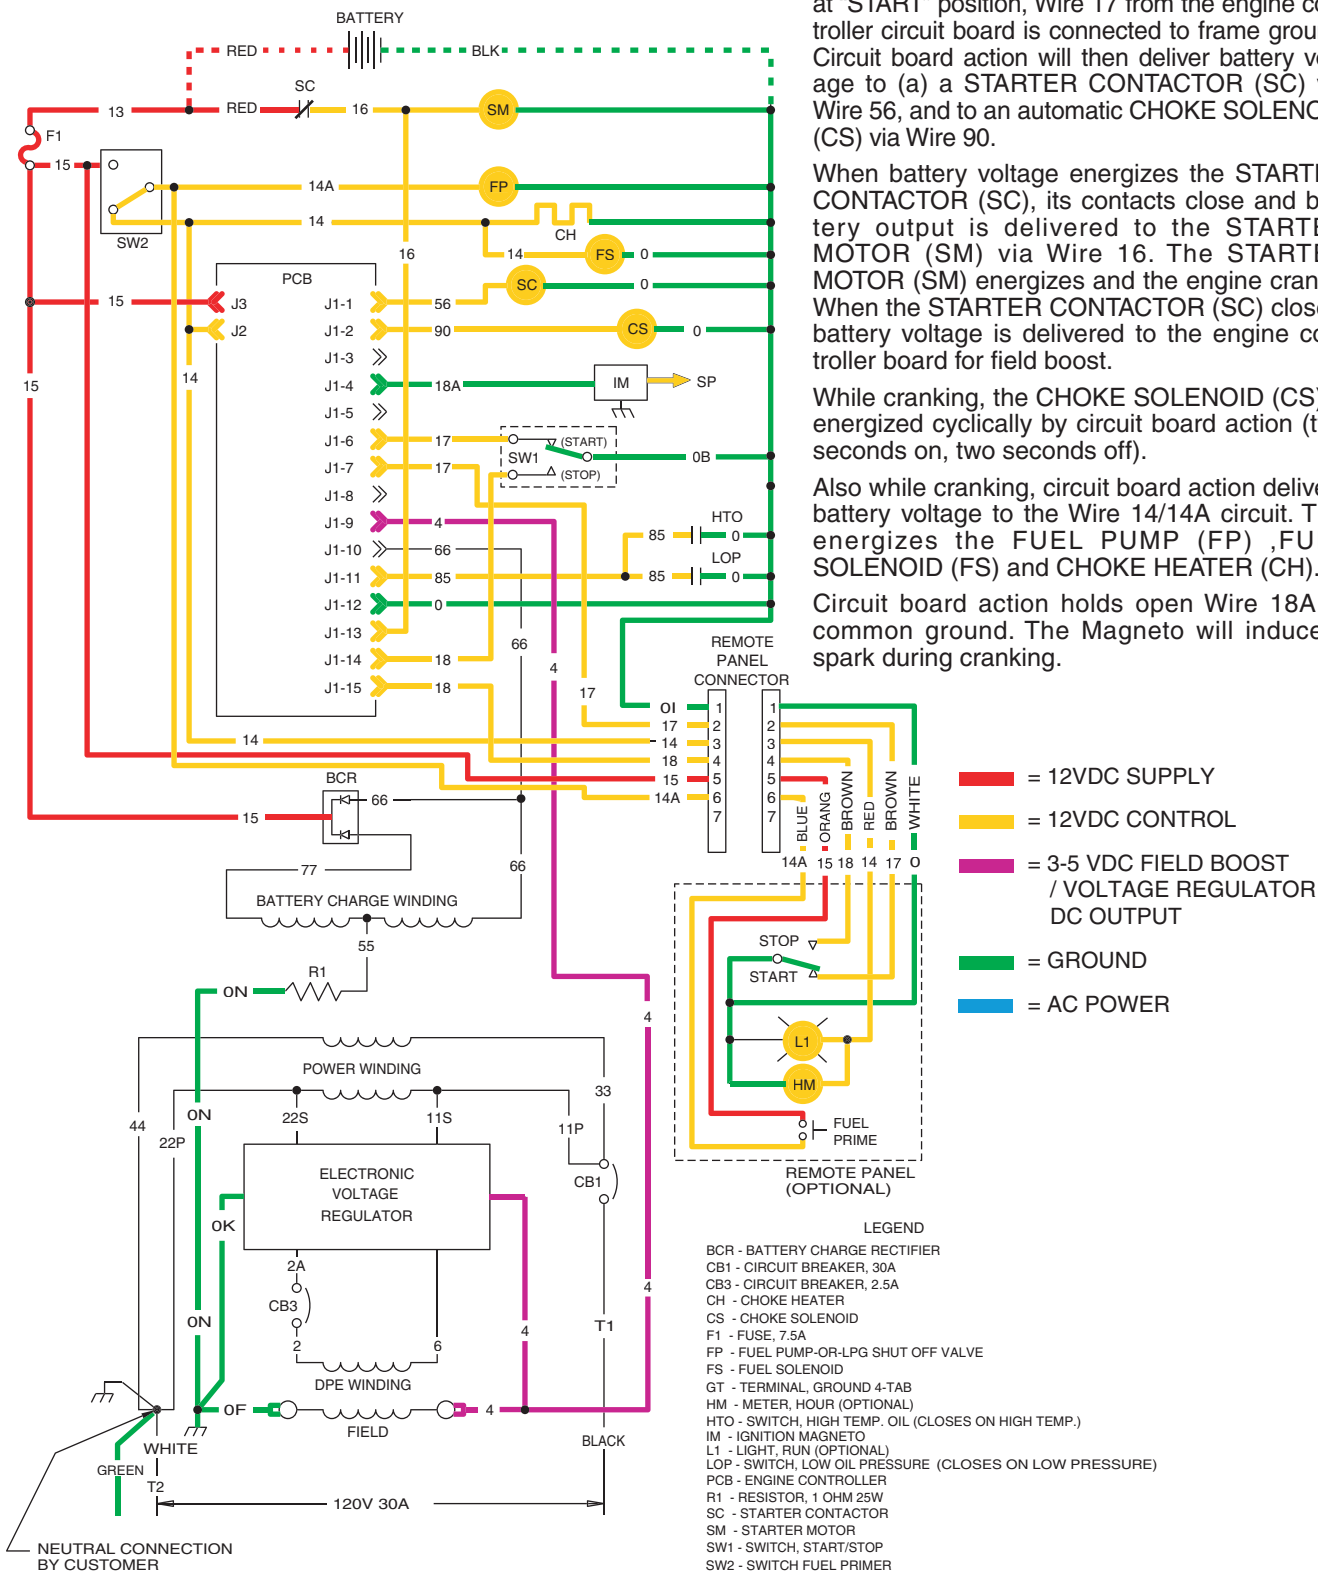 at "START" position, Wire 17 from the engine
troller circuit board is connected to frame
Circuit board action will then deliver battery
age to (a) a STARTER CONTACTOR (SC)
Wire 56, and to an automatic CHOKE
(CS) via Wire 90.
When battery voltage energizes the
CONTACTOR (SC), its contacts close and
tery output is delivered to the
MOTOR (SM) via Wire 16. The
MOTOR (SM) energizes and the engine
When the STARTER CONTACTOR (SC)
battery voltage is delivered to the engine
troller board for field boost.
While cranking, the CHOKE SOLENOID (CS)
energized cyclically by circuit board action
seconds on, two seconds off).
Also while cranking, circuit board action
battery voltage to the Wire 14/14A circuit.
energizes the FUEL PUMP (FP) ,
SOLENOID (FS) and CHOKE HEATER (CH).
Circuit board action holds open Wire 18A
common ground. The Magneto will induce
spark during cranking.
BATTERY
RED
BLK
SC
13
RED
16
SM
F1
15
14A
FP
SW2
14
CH
14
FS
0
16
PCB
15
J3
J2
J1-1
56
SC
0
J1-2
90
CS
0
J1-3
J1-4
18A
IM
SP
J1-5
J1-6
17
SW1
(START)
(STOP)
0B
J1-7
17
J1-8
J1-9
4
J1-10
66
J1-11
85
J1-12
0
J1-13
J1-14
18
J1-15
18
15
14
HTO
85
0
LOP
85
0
66
4
17
REMOTE
PANEL
CONNECTOR
0I
1
1
17
2
2
14
3
3
18
4
4
15
5
5
14A
6
6
7
7
14
BCR
66
15
77
66
BATTERY CHARGE WINDING
55
R1
0N
BLUE
ORANG
BROWN
RED
BROWN
WHITE
14A
15
18
14
17
0
STOP
START
L1
HM
FUEL
PRIME
REMOTE PANEL
(OPTIONAL)
= 12VDC SUPPLY
= 12VDC CONTROL
= 3-5 VDC FIELD BOOST
/ VOLTAGE REGULATOR
DC OUTPUT
= GROUND
= AC POWER
4
POWER WINDING
33
44
0N
22P
22S
11S
11P
CB1
ELECTRONIC
VOLTAGE
REGULATOR
0K
2A
CB3
2
6
DPE WINDING
0N
4
4
T1
0F
FIELD
4
WHITE
GREEN
T2
BLACK
120V 30A
NEUTRAL CONNECTION
BY CUSTOMER
LEGEND
BCR - BATTERY CHARGE RECTIFIER
CB1 - CIRCUIT BREAKER, 30A
CB3 - CIRCUIT BREAKER, 2.5A
CH - CHOKE HEATER
CS - CHOKE SOLENOID
F1 - FUSE, 7.5A
FP - FUEL PUMP-OR-LPG SHUT OFF VALVE
FS - FUEL SOLENOID
GT - TERMINAL, GROUND 4-TAB
HM - METER, HOUR (OPTIONAL)
HTO - SWITCH, HIGH TEMP. OIL (CLOSES ON HIGH TEMP.)
IM - IGNITION MAGNETO
L1 - LIGHT, RUN (OPTIONAL)
LOP - SWITCH, LOW OIL PRESSURE (CLOSES ON LOW PRESSURE)
PCB - ENGINE CONTROLLER
R1 - RESISTOR, 1 OHM 25W
SC - STARTER CONTACTOR
SM - STARTER MOTOR
SW1 - SWITCH, START/STOP
SW2 - SWITCH FUEL PRIMER